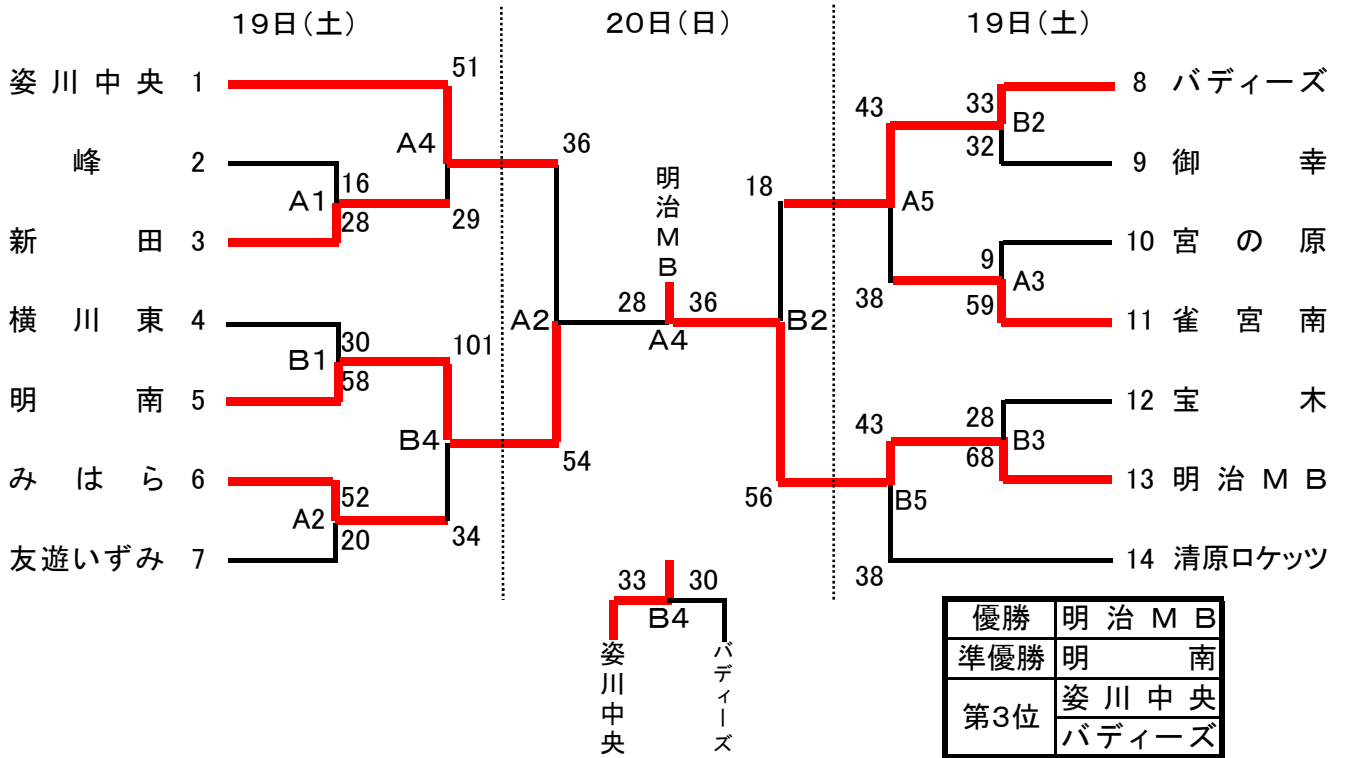 19日(土)
20日(日)
19日(土)
姿川中央 1
峰 2
新田 3
横川東 4
明南 5
みはら 6
友遊いずみ 7
A1
16
28
B1
30
58
A2
52
20
A4
51
29
B4
101
34
A2
36
54
明治MB
28
36
A4
18
56
B2
43
38
A5
43
38
B5
33
32
B2
9
59
A3
28
68
B3
8 バディーズ
9 御幸
10 宮の原
11 雀宮南
12 宝木
13 明治MB
14 清原ロケッツ
33
30
B4
姿川中央
バディーズ
優勝 明治MB
準優勝 明南
第3位 姿川中央
バディーズ